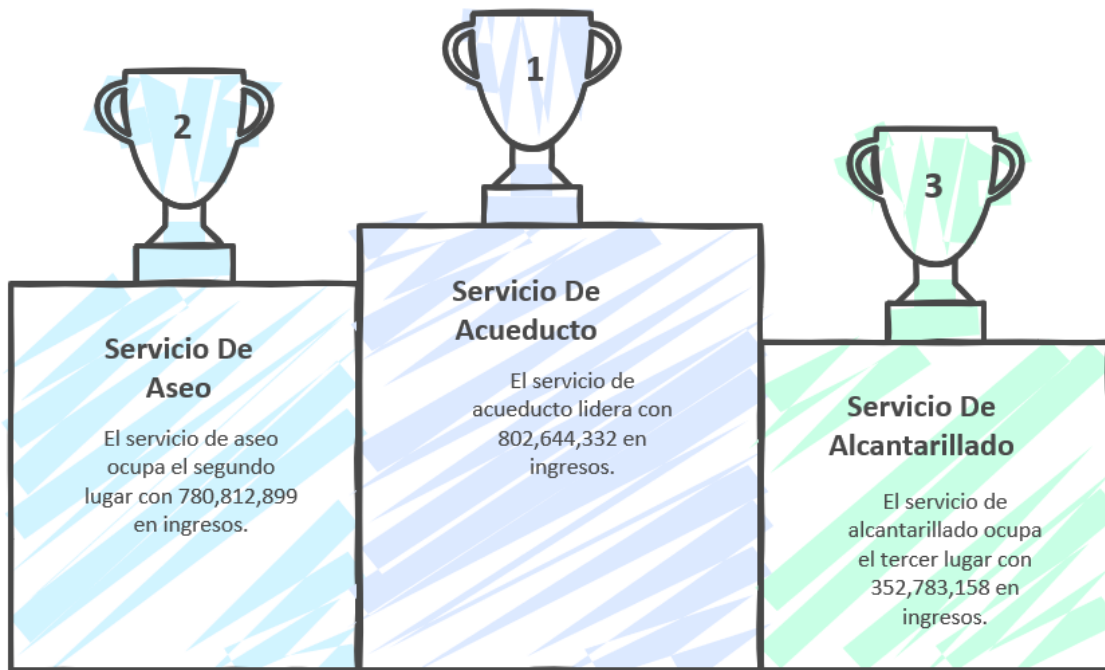 2
Servicio De
Aseo
El servicio de aseo
ocupa el segundo
lugar con 780,812,899
en ingresos.
1
Servicio De
Acueducto
El servicio de
acueducto lidera con
802,644,332 en
ingresos.
3
Servicio De
Alcantarillado
El servicio de
alcantarillado ocupa
el tercer lugar con
352,783,158 en
ingresos.